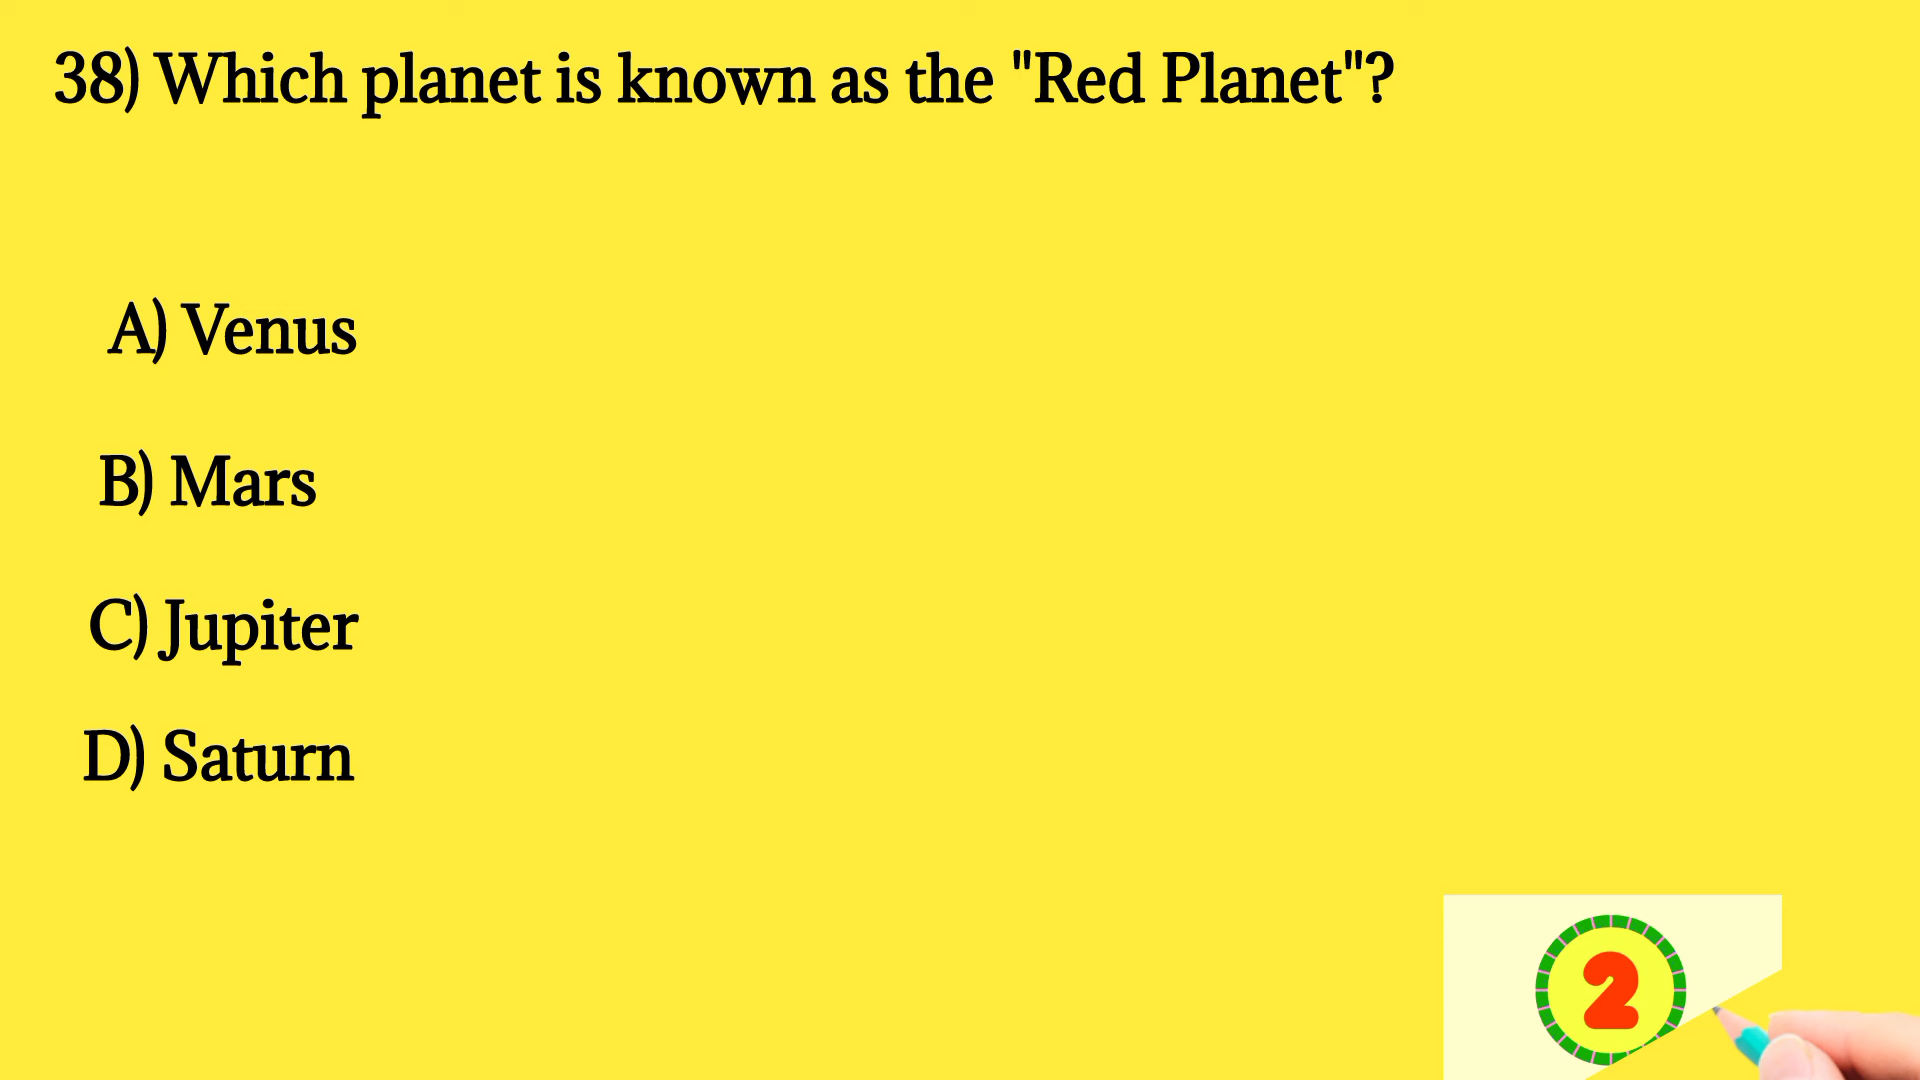 38) Which planet is known as the "Red Planet"?
A) Venus
B) Mars
C) Jupiter
D) Saturn
2